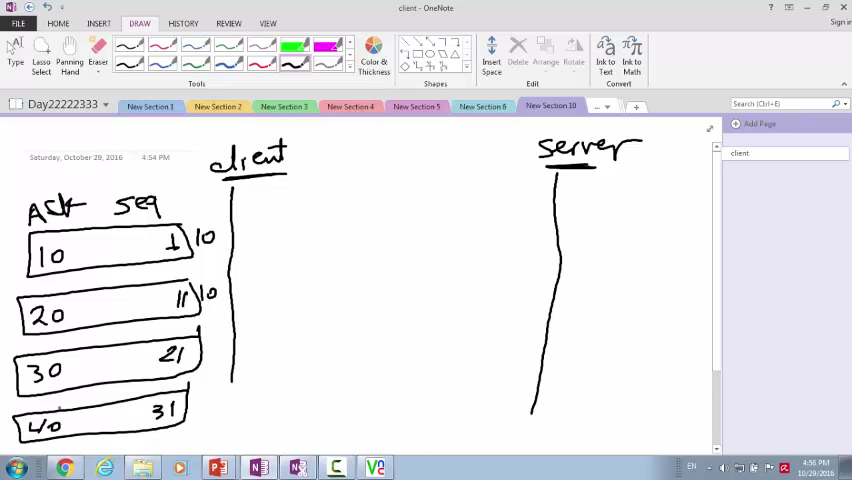 client - OneNote
FILE HOME INSERT DRAW HISTORY REVIEW VIEW
Sign in
Type Lasso Select Panning Hand Eraser
Color & Thickness
Insert Space Delete Arrange Rotate
Ink to Text Ink to Math
Tools Shapes Edit Convert
Day22222333 New Section 1 New Section 2 New Section 3 New Section 4 New Section 5 New Section 6 New Section 10 Search (Ctrl+E)
Add Page
client
Saturday, October 29, 2016 4:54 PM
client server
Ack seq
10 1 10
20 11 10
30 21
40 31
EN 4:56 PM
10/29/2016